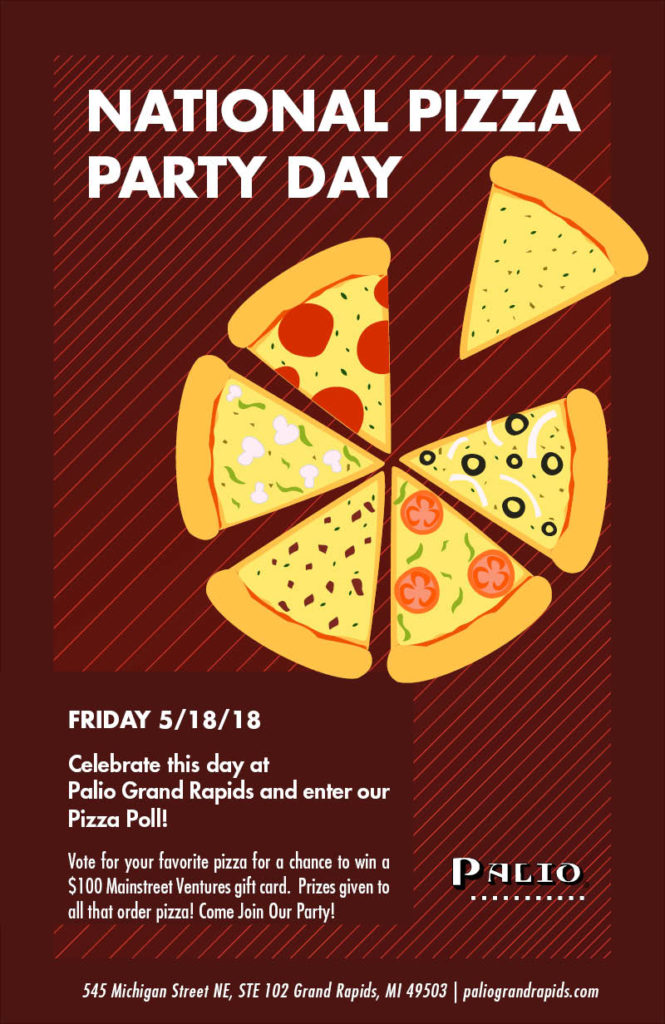 NATIONAL PIZZA
PARTY DAY
FRIDAY 5/18/18
Celebrate this day at
Palio Grand Rapids and enter our
Pizza Poll!
Vote for your favorite pizza for a chance to win a
$100 Mainstreet Ventures gift card. Prizes given to
all that order pizza! Come Join Our Party!
PALIO
545 Michigan Street NE, STE 102 Grand Rapids, MI 49503 | paliograndrapids.com